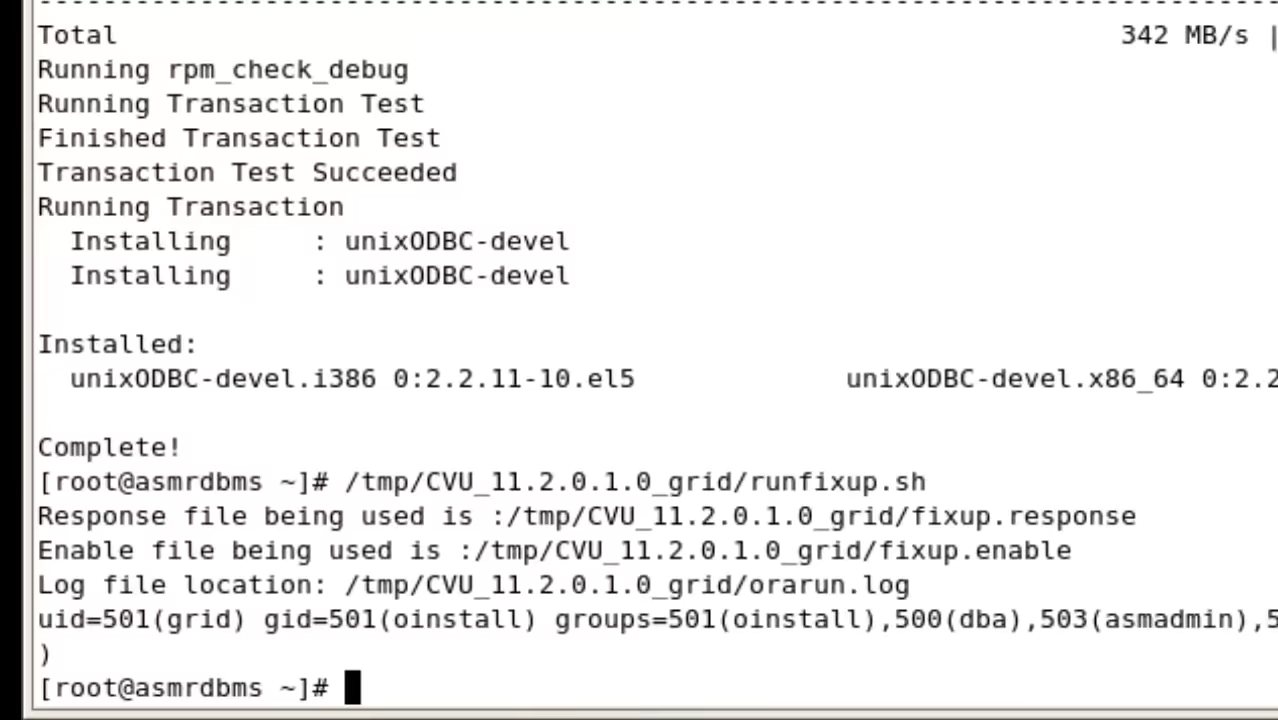 Total 342 MB/s |
Running rpm_check_debug
Running Transaction Test
Finished Transaction Test
Transaction Test Succeeded
Running Transaction
Installing : unixODBC-devel
Installing : unixODBC-devel
Installed:
unixODBC-devel.i386 0:2.2.11-10.el5 unixODBC-devel.x86_64 0:2.2
Complete!
[root@asmrdbms ~]# /tmp/CVU_11.2.0.1.0_grid/runfixup.sh
Response file being used is :/tmp/CVU_11.2.0.1.0_grid/fixup.response
Enable file being used is :/tmp/CVU_11.2.0.1.0_grid/fixup.enable
Log file location: /tmp/CVU_11.2.0.1.0_grid/orarun.log
uid=501(grid) gid=501(oinstall) groups=501(oinstall),500(dba),503(asmadmin),5
)
[root@asmrdbms ~]#